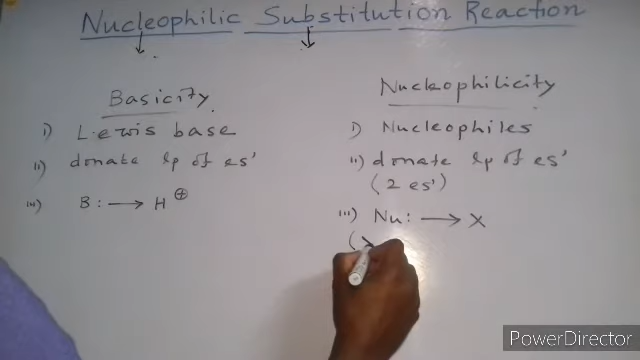 Nucleophilic Substitution Reaction
Basicity
i) Lewis base
ii) donate lp of es'
iii) B: → H⊕
Nucleophilicity
i) Nucleophiles
ii) donate lp of es'
(2 es')
iii) Nu: → X
(
PowerDirector